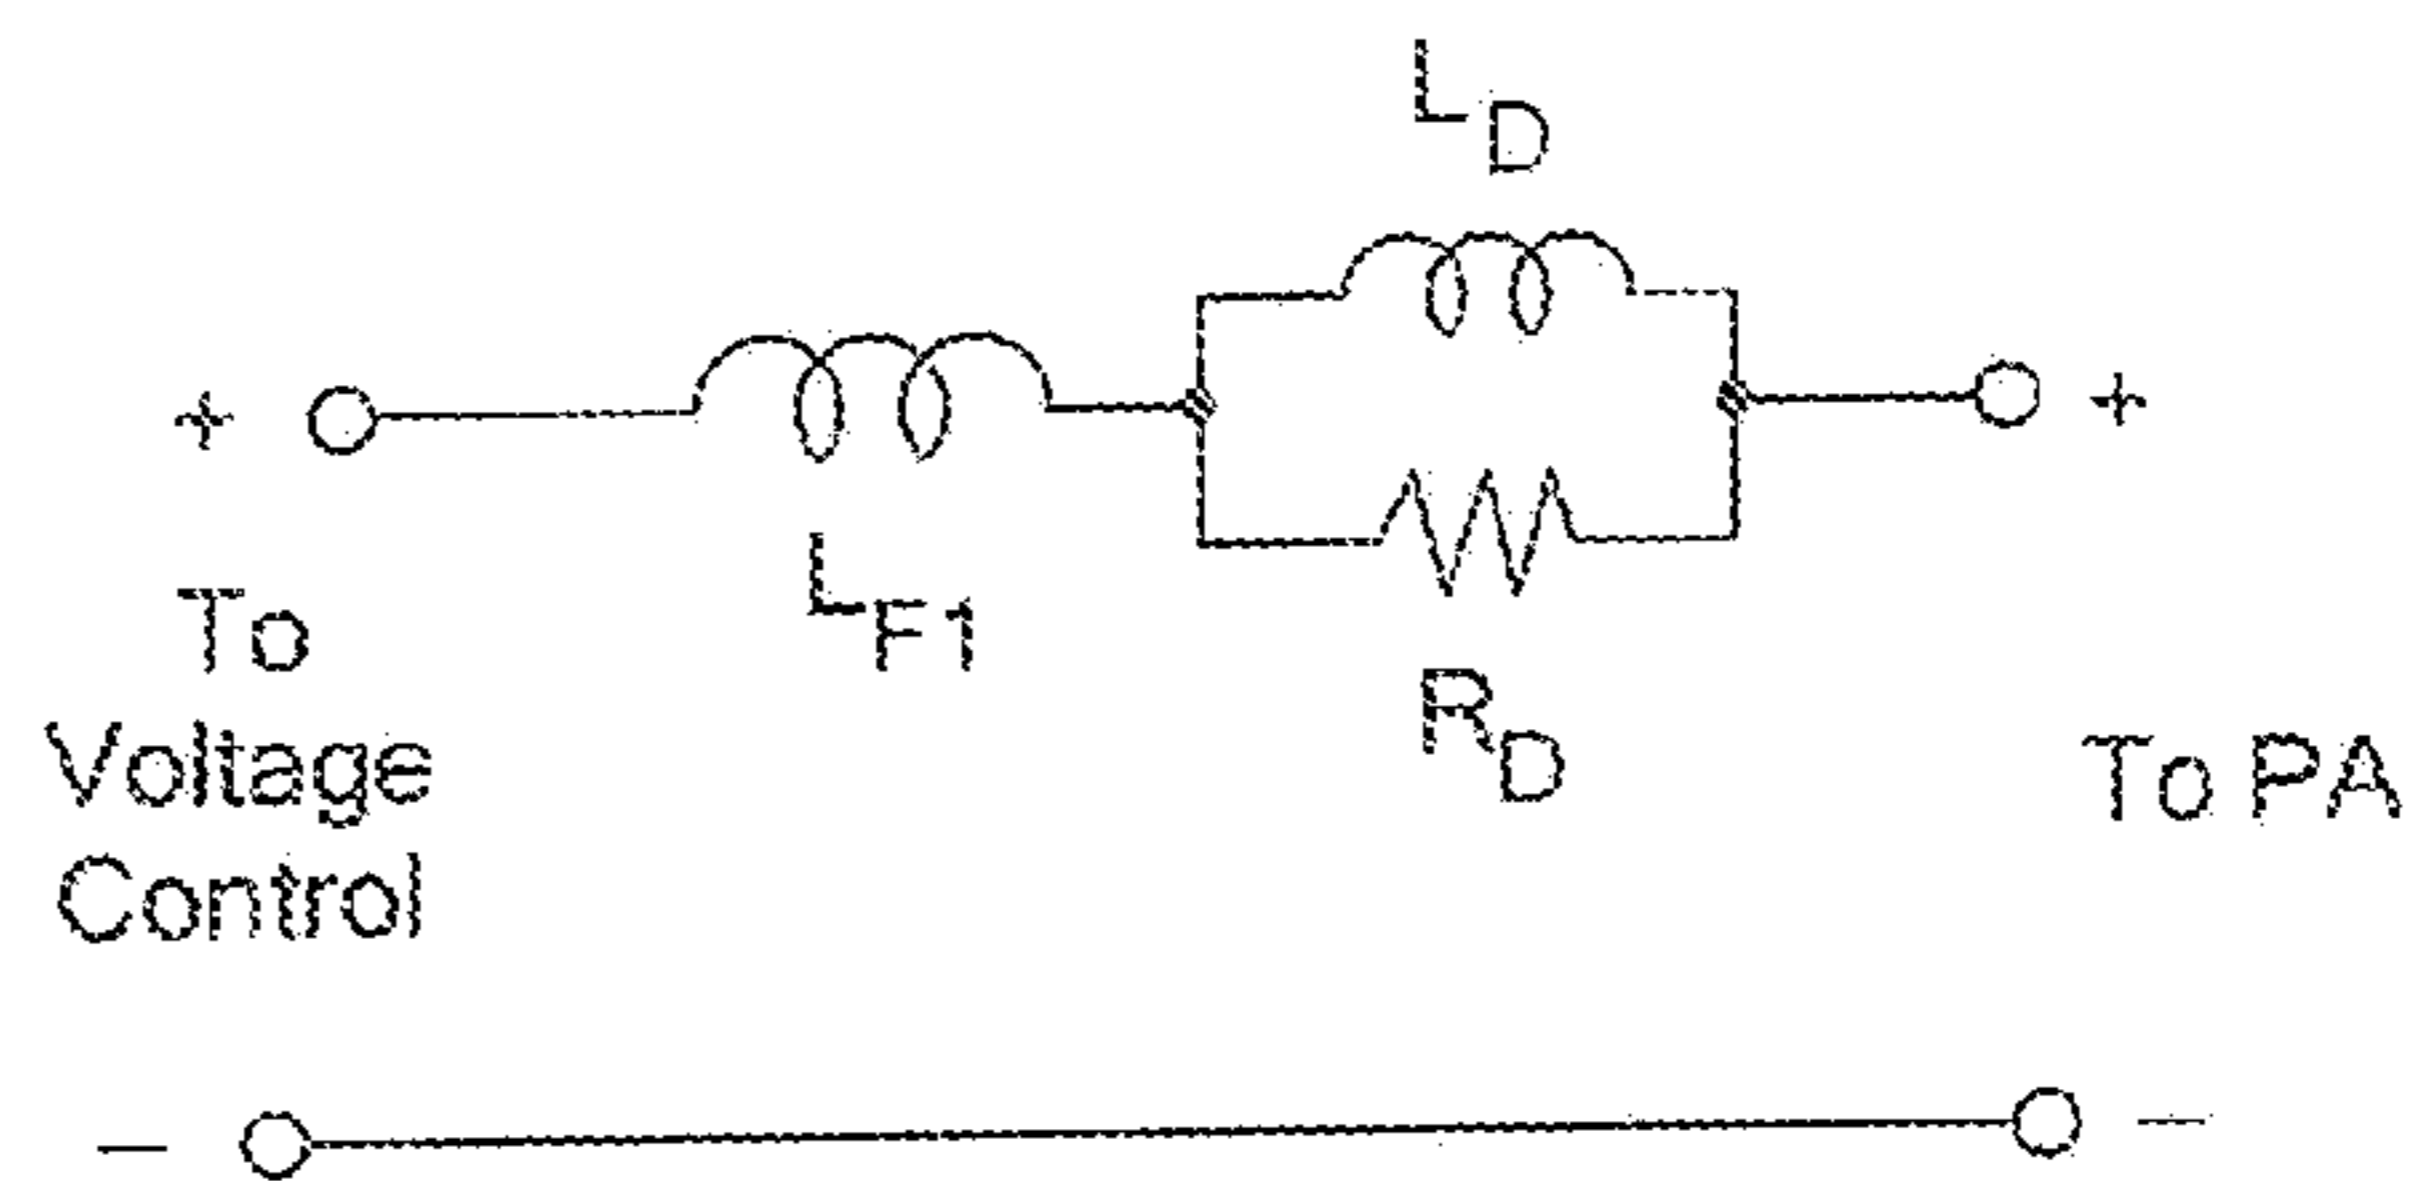 L_D
+
+
L_F1
To
Voltage
Control
R_D
To PA
−
−